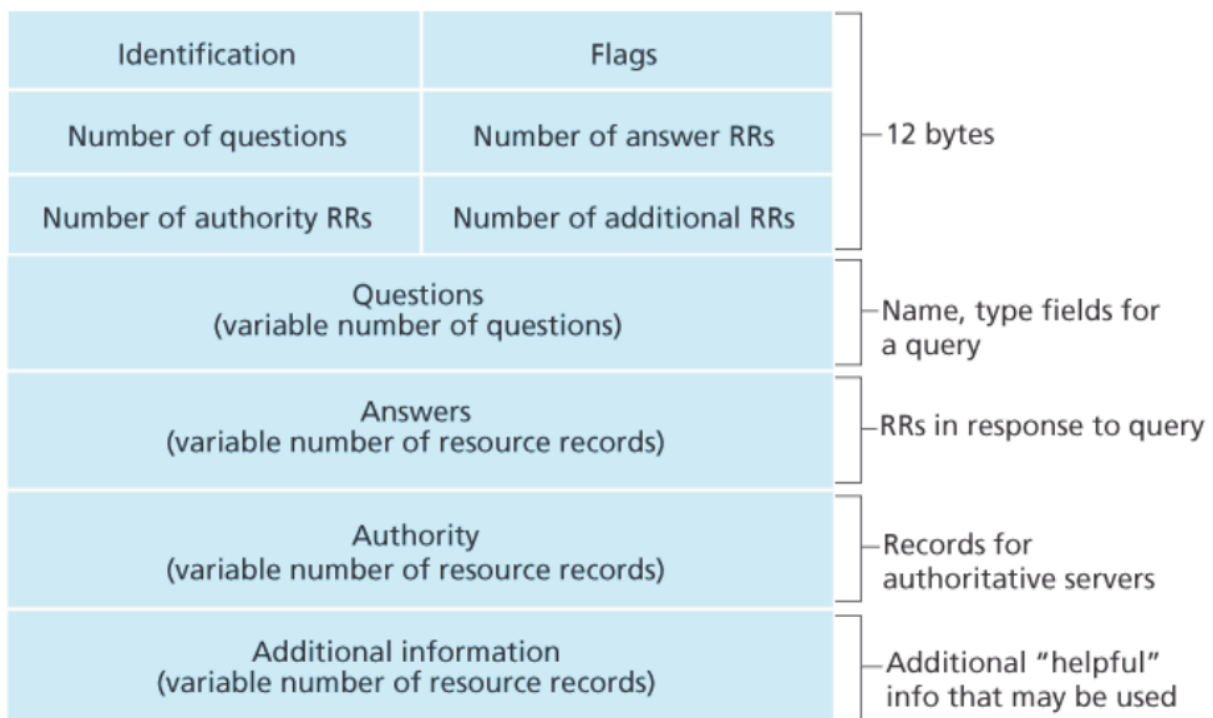 Identification
Flags
Number of questions
Number of answer RRs
12 bytes
Number of authority RRs
Number of additional RRs
Questions
(variable number of questions)
Name, type fields for
a query
Answers
(variable number of resource records)
RRs in response to query
Authority
(variable number of resource records)
Records for
authoritative servers
Additional information
(variable number of resource records)
Additional “helpful”
info that may be used